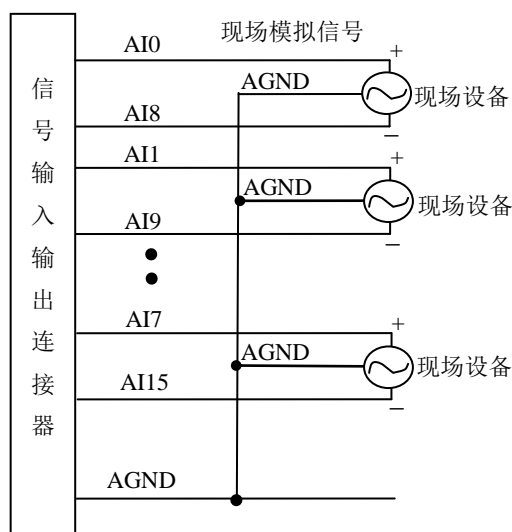 信号输入输出连接器
AI0
现场模拟信号
+
AGND
现场设备
AI8
−
AI1
+
AGND
现场设备
AI9
−
AI7
+
AGND
现场设备
AI15
−
AGND